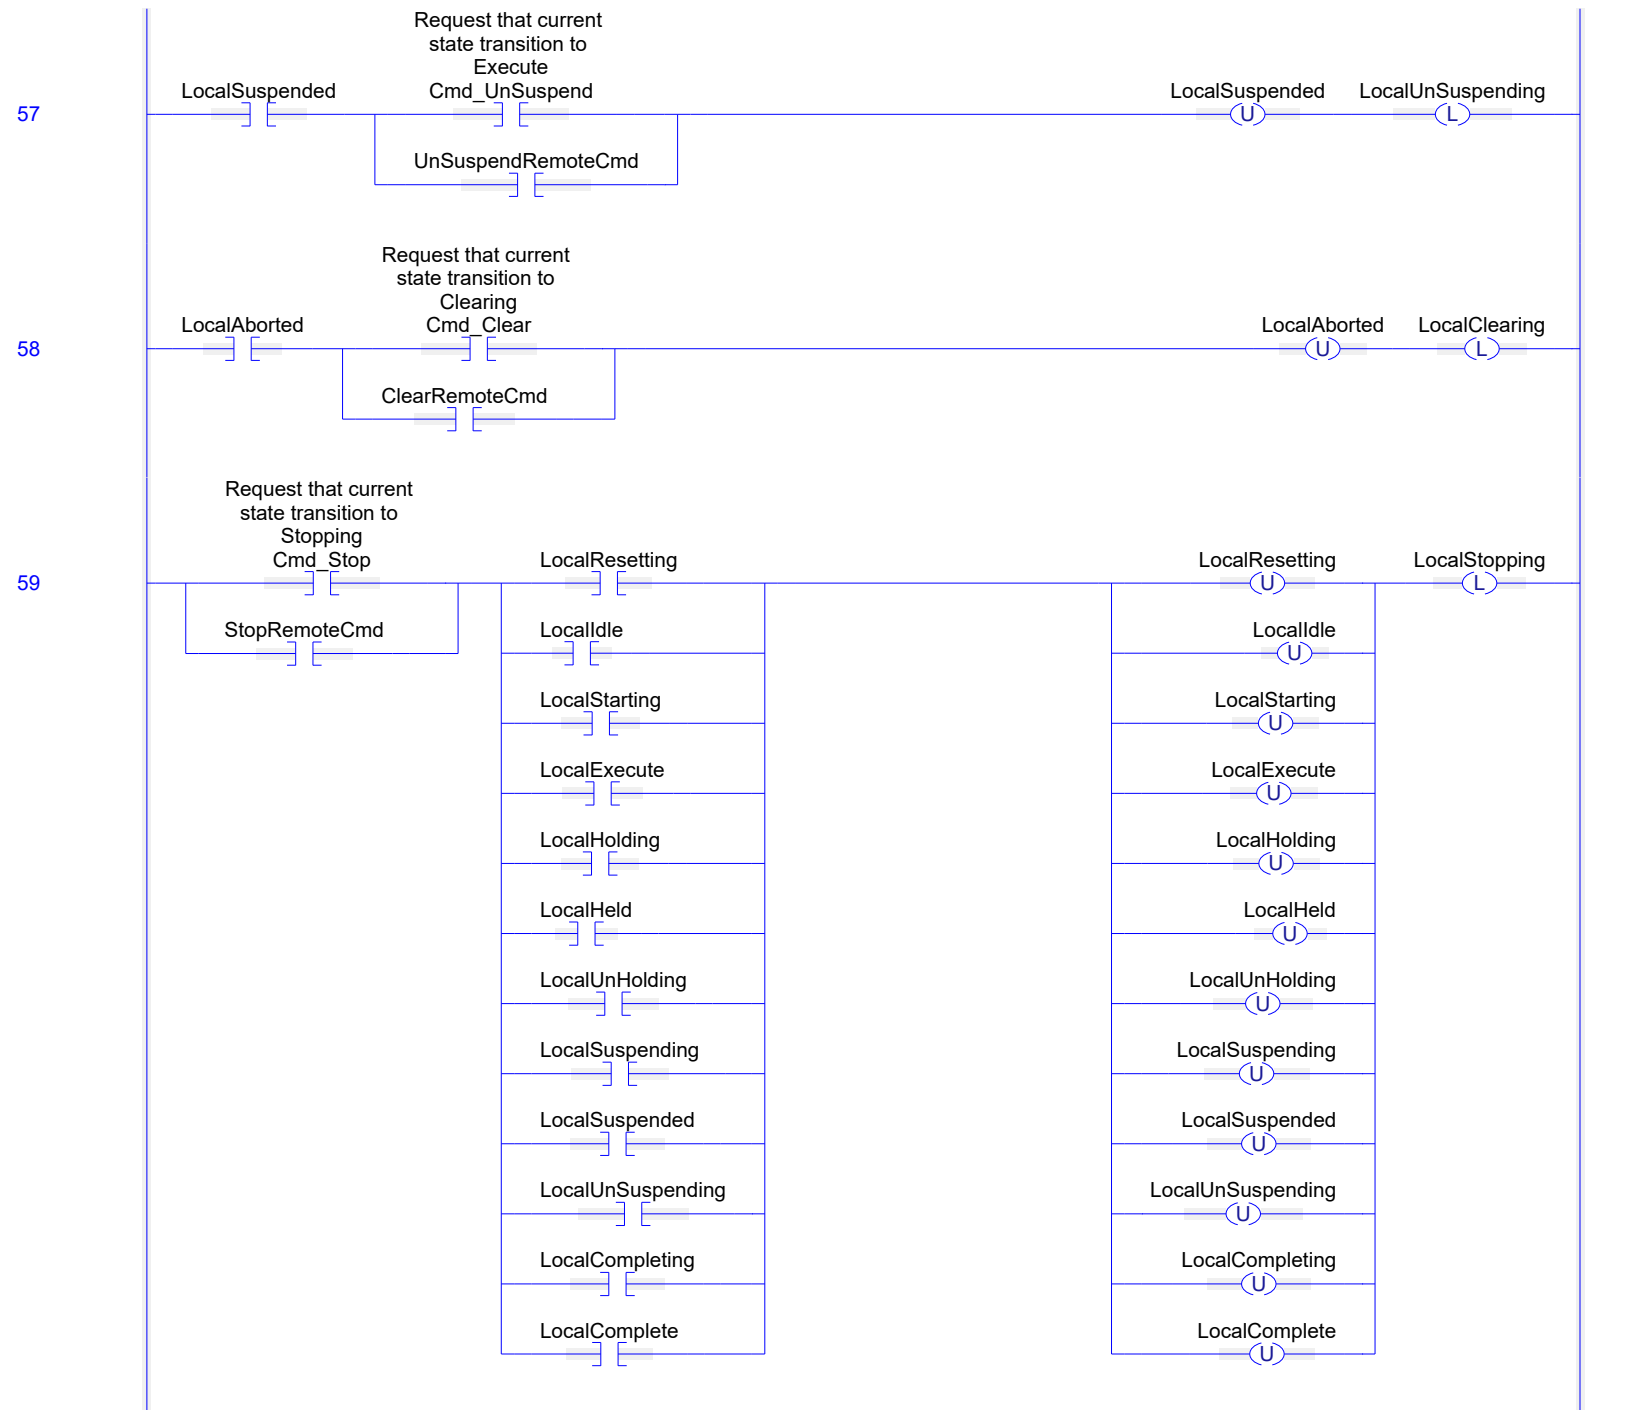 Request that current
state transition to
Execute
LocalSuspended Cmd_UnSuspend LocalSuspended LocalUnSuspending
57 U L
UnSuspendRemoteCmd
Request that current
state transition to
Clearing
LocalAborted Cmd_Clear LocalAborted LocalClearing
58 U L
ClearRemoteCmd
Request that current
state transition to
Stopping
Cmd_Stop LocalResetting LocalResetting LocalStopping
59 U L
StopRemoteCmd LocalIdle LocalIdle
U
LocalStarting LocalStarting
U
LocalExecute LocalExecute
U
LocalHolding LocalHolding
U
LocalHeld LocalHeld
U
LocalUnHolding LocalUnHolding
U
LocalSuspending LocalSuspending
U
LocalSuspended LocalSuspended
U
LocalUnSuspending LocalUnSuspending
U
LocalCompleting LocalCompleting
U
LocalComplete LocalComplete
U